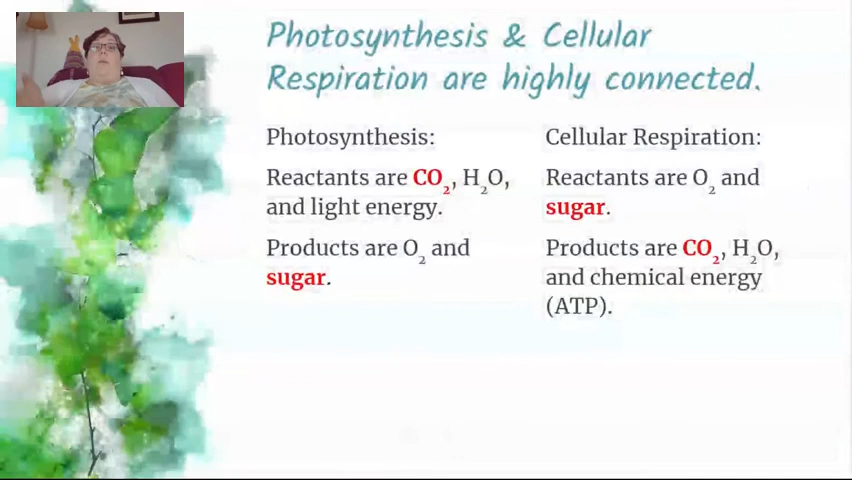 Photosynthesis & Cellular
Respiration are highly connected.
Photosynthesis:
Reactants are CO₂, H₂O,
and light energy.
Products are O₂ and
sugar.
Cellular Respiration:
Reactants are O₂ and
sugar.
Products are CO₂, H₂O,
and chemical energy
(ATP).